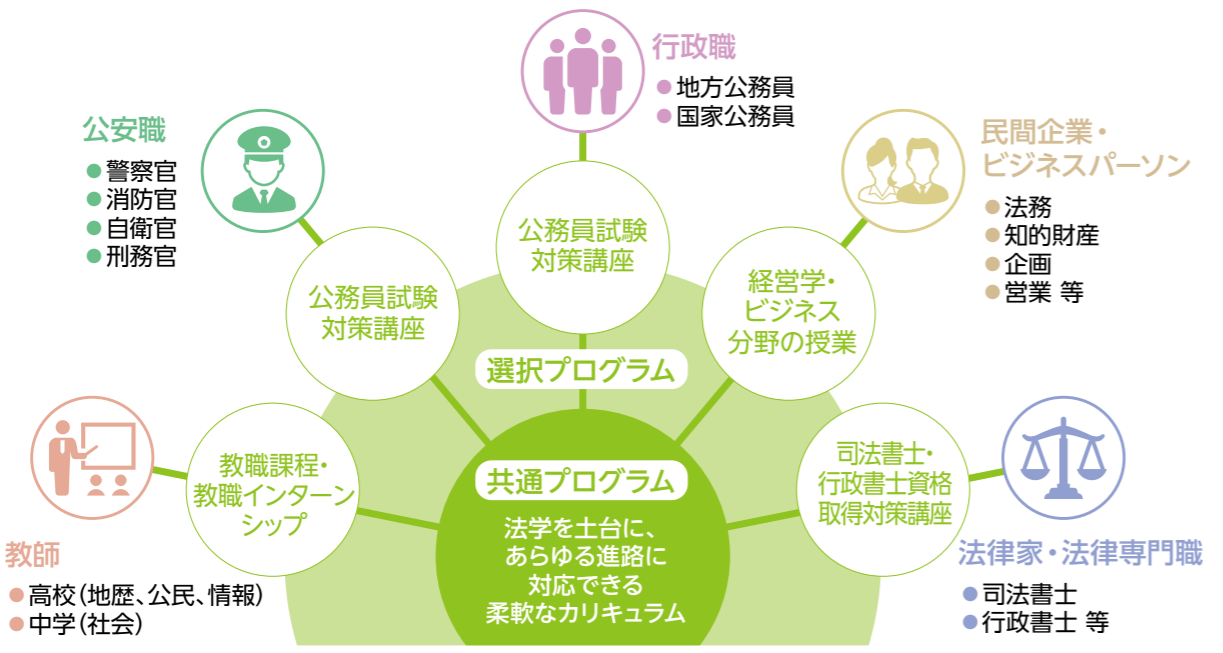 行政職
地方公務員
国家公務員
公安職
警察官
消防官
自衛官
刑務官
民間企業・
ビジネスパーソン
法務
知的財産
企画
営業 等
公務員試験
対策講座
公務員試験
対策講座
経営学・
ビジネス
分野の授業
選択プログラム
教職課程・
教職インターン
シップ
司法書士・
行政書士資格
取得対策講座
共通プログラム
法学を土台に、
あらゆる進路に
対応できる
柔軟なカリキュラム
教師
高校(地歴、公民、情報)
中学(社会)
法律家・法律専門職
司法書士
行政書士 等